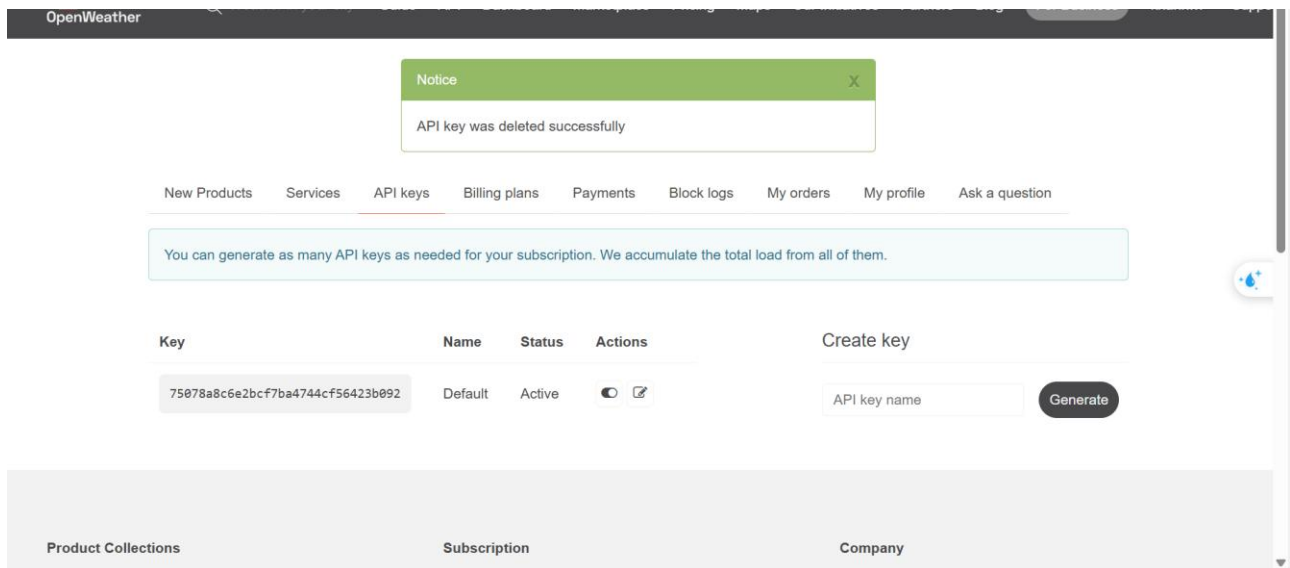 OpenWeather
Notice X
API key was deleted successfully
New Products Services API keys Billing plans Payments Block logs My orders My profile Ask a question
You can generate as many API keys as needed for your subscription. We accumulate the total load from all of them.
Key Name Status Actions Create key
75078a8c6e2bcf7ba4744cf56423b092 Default Active API key name Generate
Product Collections Subscription Company